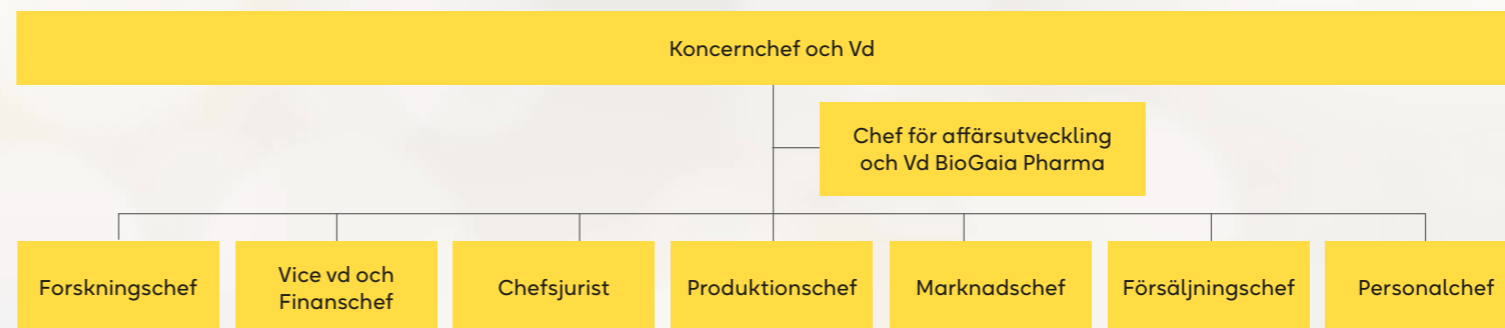 Koncernchef och Vd
Chef för affärsutveckling
och Vd BioGaia Pharma
Forskningschef
Vice vd och
Finanschef
Chefsjurist
Produktionschef
Marknadschef
Försäljningschef
Personalchef